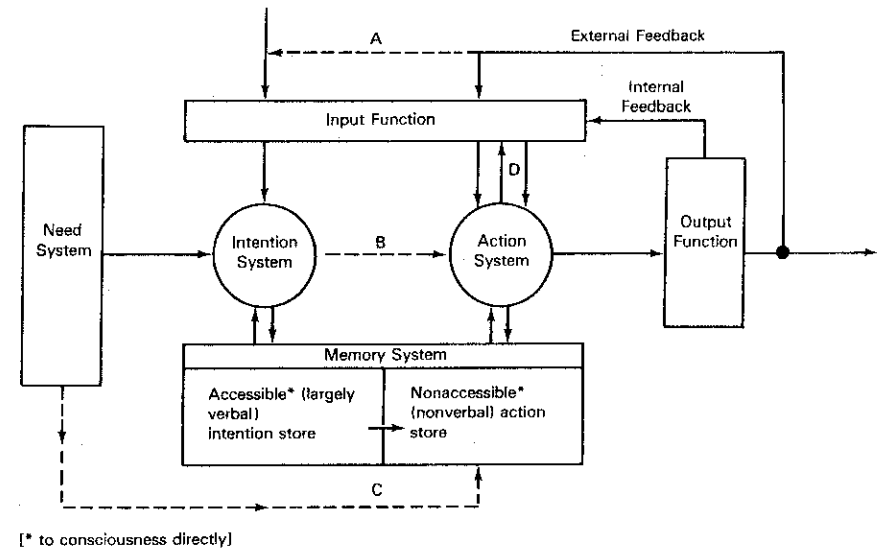 A
External Feedback
Internal
Feedback
Input Function
D
Need
System
Intention
System
B
Action
System
Output
Function
Memory System
Accessible* (largely
verbal)
intention store
Nonaccessible*
(nonverbal) action
store
C
[* to consciousness directly]